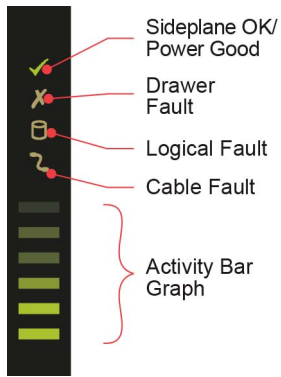 Sideplane OK/
Power Good
Drawer
Fault
Logical Fault
Cable Fault
Activity Bar
Graph